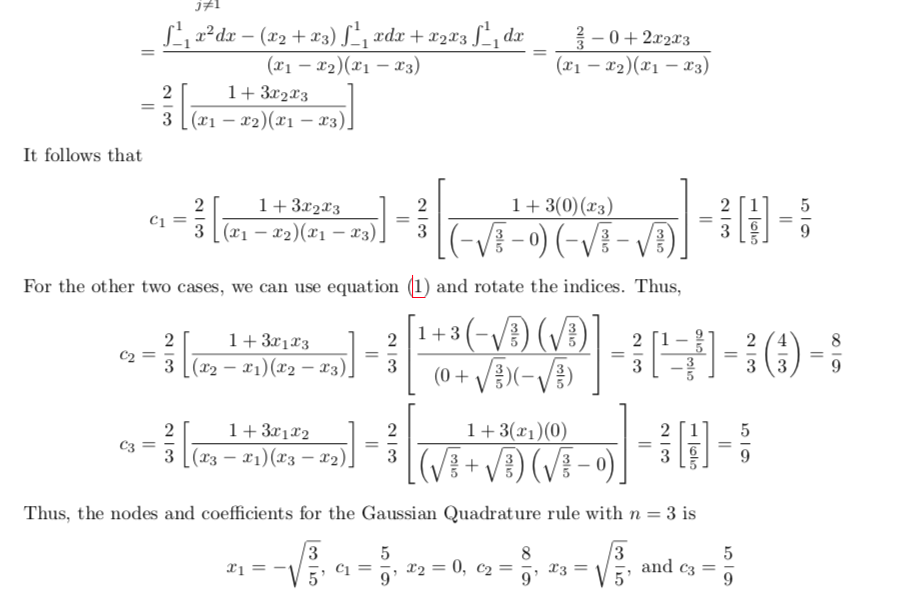 j≠1
= \frac{\int_{-1}^{1} x^2 dx - (x_2 + x_3) \int_{-1}^{1} x dx + x_2 x_3 \int_{-1}^{1} dx}{(x_1 - x_2)(x_1 - x_3)} = \frac{\frac{2}{3} - 0 + 2x_2 x_3}{(x_1 - x_2)(x_1 - x_3)}
= \frac{2}{3} \left[ \frac{1 + 3x_2 x_3}{(x_1 - x_2)(x_1 - x_3)} \right]
It follows that
c_1 = \frac{2}{3} \left[ \frac{1 + 3x_2 x_3}{(x_1 - x_2)(x_1 - x_3)} \right] = \frac{2}{3} \left[ \frac{1 + 3(0)(x_3)}{\left(-\sqrt{\frac{3}{5}} - 0\right)\left(-\sqrt{\frac{3}{5}} - \sqrt{\frac{3}{5}}\right)} \right] = \frac{2}{3} \left[ \frac{1}{\frac{6}{5}} \right] = \frac{5}{9}
For the other two cases, we can use equation (1) and rotate the indices. Thus,
c_2 = \frac{2}{3} \left[ \frac{1 + 3x_1 x_3}{(x_2 - x_1)(x_2 - x_3)} \right] = \frac{2}{3} \left[ \frac{1 + 3\left(-\sqrt{\frac{3}{5}}\right)\left(\sqrt{\frac{3}{5}}\right)}{(0 + \sqrt{\frac{3}{5}})(-\sqrt{\frac{3}{5}})} \right] = \frac{2}{3} \left[ \frac{1 - \frac{9}{5}}{-\frac{3}{5}} \right] = \frac{2}{3} \left( \frac{4}{3} \right) = \frac{8}{9}
c_3 = \frac{2}{3} \left[ \frac{1 + 3x_1 x_2}{(x_3 - x_1)(x_3 - x_2)} \right] = \frac{2}{3} \left[ \frac{1 + 3(x_1)(0)}{\left(\sqrt{\frac{3}{5}} + \sqrt{\frac{3}{5}}\right)\left(\sqrt{\frac{3}{5}} - 0\right)} \right] = \frac{2}{3} \left[ \frac{1}{\frac{6}{5}} \right] = \frac{5}{9}
Thus, the nodes and coefficients for the Gaussian Quadrature rule with n = 3 is
x_1 = -\sqrt{\frac{3}{5}}, c_1 = \frac{5}{9}, x_2 = 0, c_2 = \frac{8}{9}, x_3 = \sqrt{\frac{3}{5}}, and c_3 = \frac{5}{9}